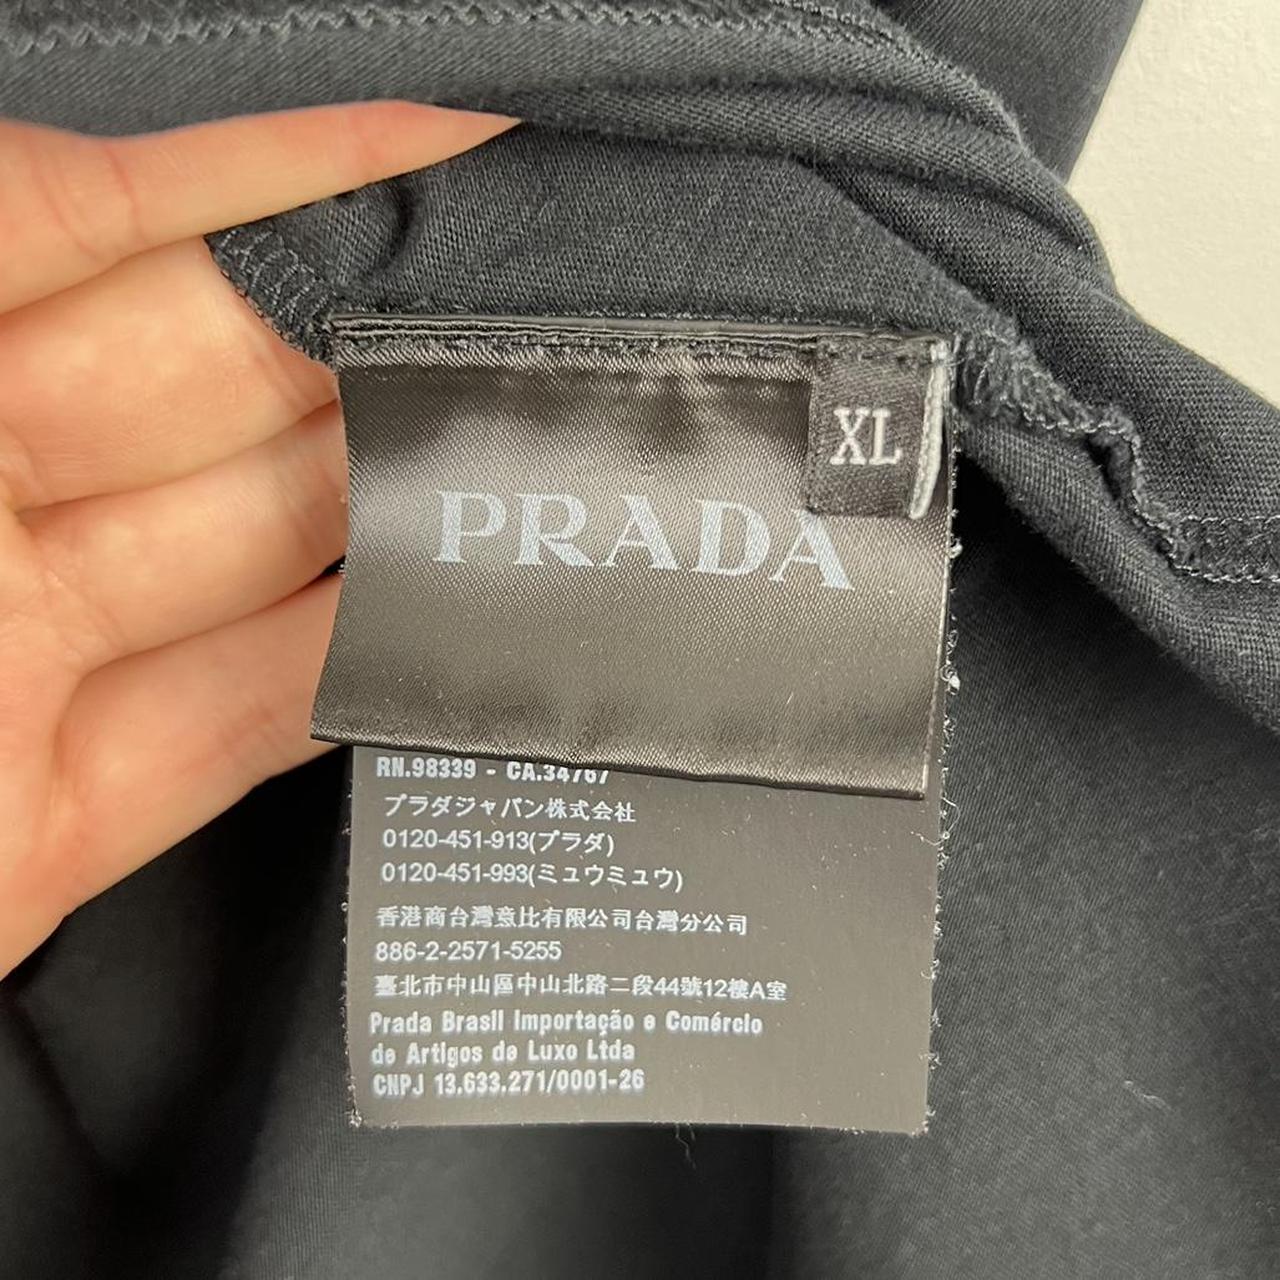 XL
PRADA
RN.98339 - CA.34767
プラダジャパン株式会社
0120-451-913(プラダ)
0120-451-993(ミュウミュウ)
香港商台灣意比有限公司台灣分公司
886-2-2571-5255
臺北市中山區中山北路二段44號12樓A室
Prada Brasil Importação e Comércio
de Artigos de Luxo Ltda
CNPJ 13.633.271/0001-26